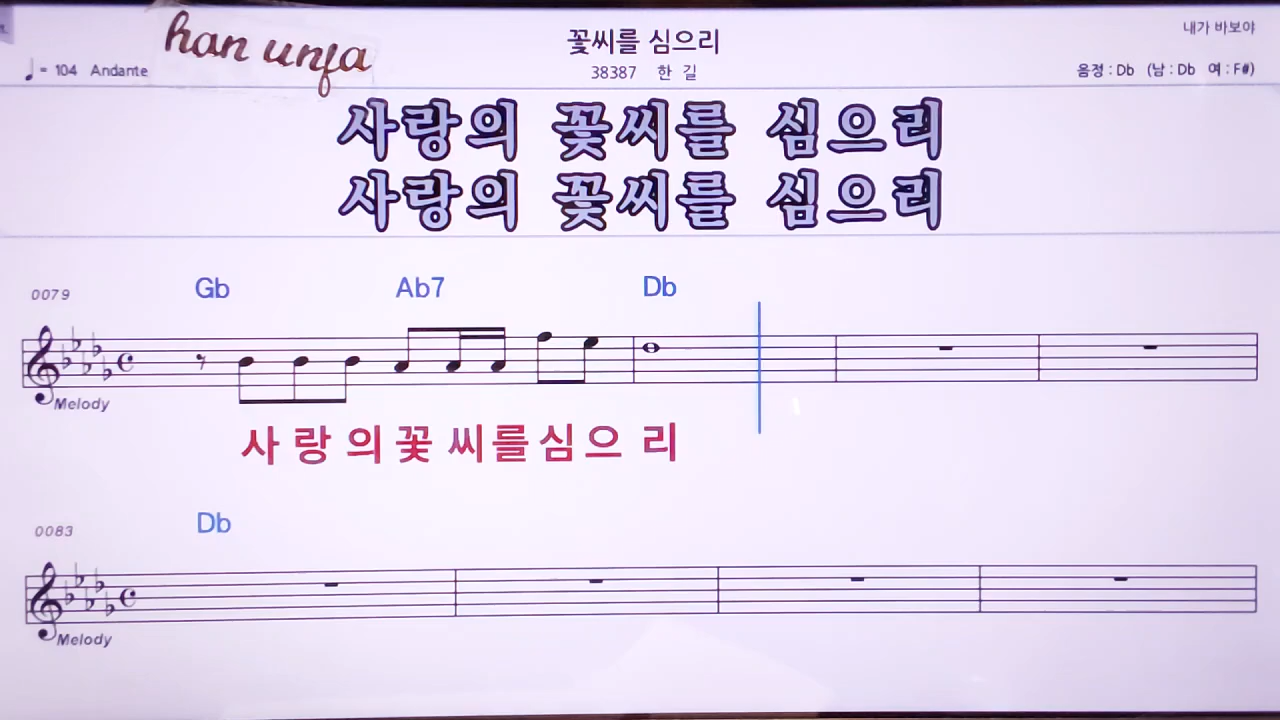 han unja
꽃씨를 심으리
내가 바보야
♩ = 104 Andante
38387 한 길
음정 : Db (남 : Db 여 : F#)
사랑의 꽃씨를 심으리
사랑의 꽃씨를 심으리
0079 Gb Ab7 Db
Melody
사 랑 의 꽃 씨 를 심 으 리
0083 Db
Melody